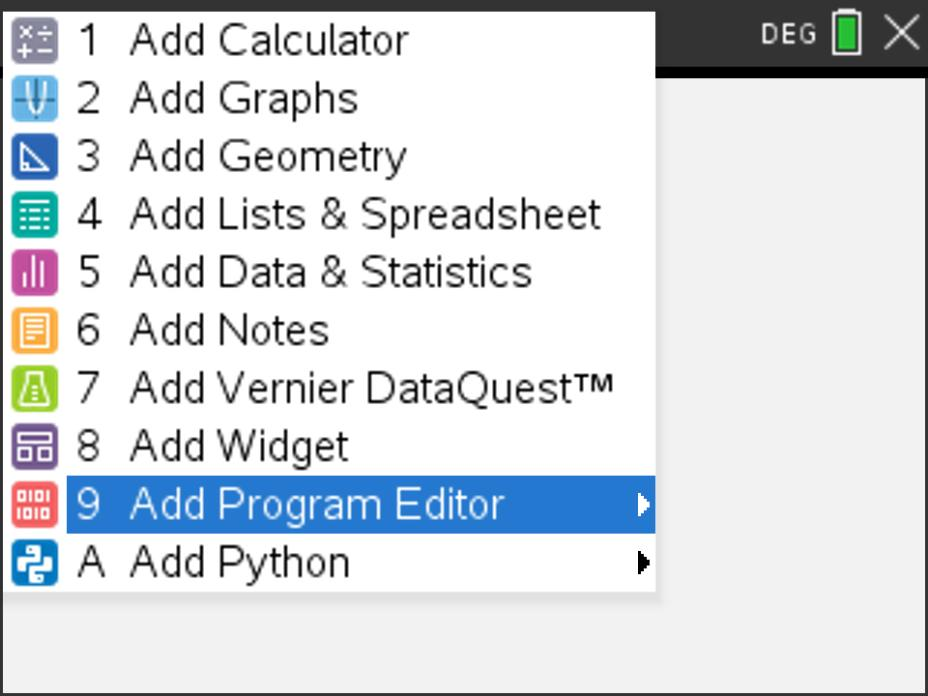 1 Add Calculator
DEG
2 Add Graphs
3 Add Geometry
4 Add Lists & Spreadsheet
5 Add Data & Statistics
6 Add Notes
7 Add Vernier DataQuest™
8 Add Widget
9 Add Program Editor
A Add Python